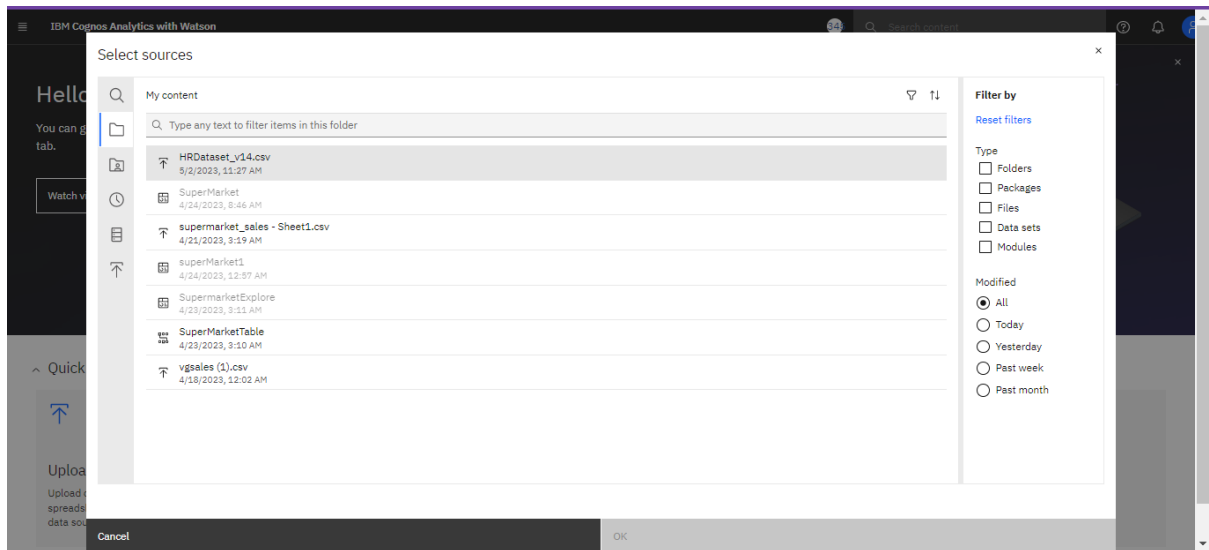 IBM Cognos Analytics with Watson
Search content
Select sources
Hello
You can g
tab.
Watch vi
My content
Type any text to filter items in this folder
HRDataset_v14.csv
5/2/2023, 11:27 AM
SuperMarket
4/24/2023, 8:46 AM
supermarket_sales - Sheet1.csv
4/21/2023, 3:19 AM
superMarket1
4/24/2023, 12:57 AM
SupermarketExplore
4/23/2023, 3:11 AM
SuperMarketTable
4/23/2023, 3:10 AM
vgsales (1).csv
4/18/2023, 12:02 AM
Filter by
Reset filters
Type
Folders
Packages
Files
Data sets
Modules
Modified
All
Today
Yesterday
Past week
Past month
Quick
Uploa
Upload
spreads
data sou
Cancel
OK